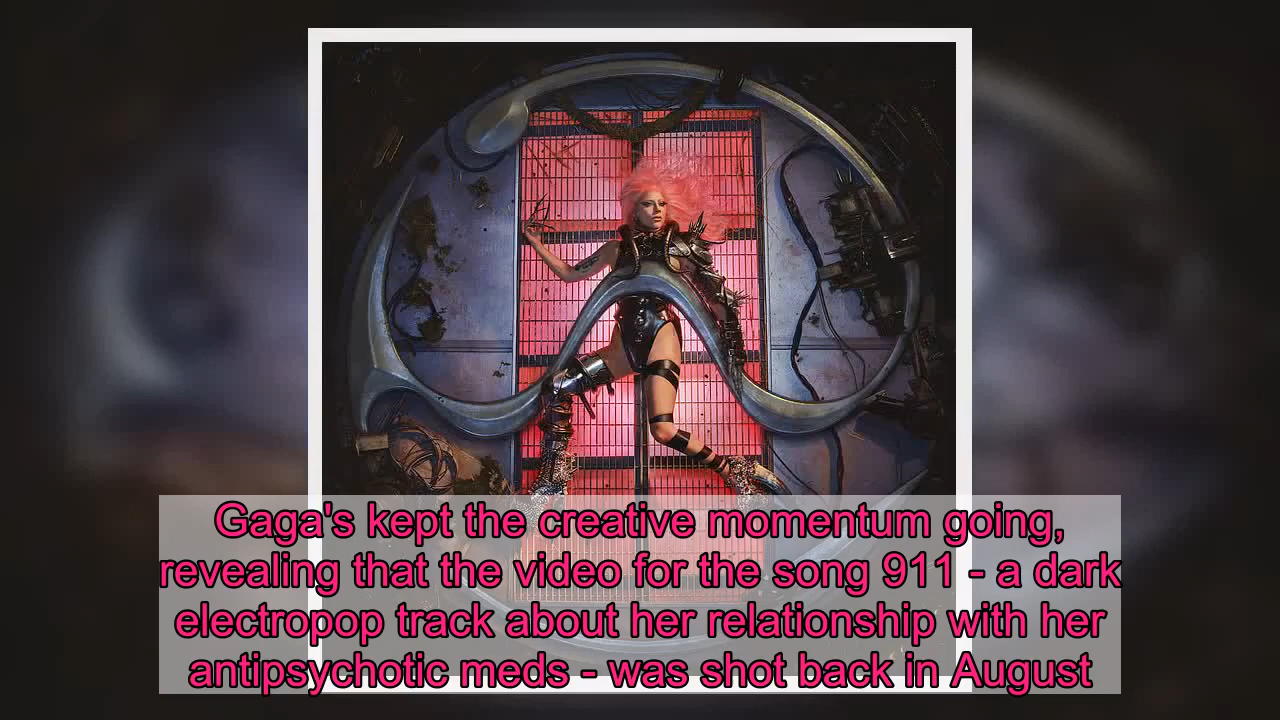 Gaga's kept the creative momentum going,
revealing that the video for the song 911 - a dark
electropop track about her relationship with her
antipsychotic meds - was shot back in August